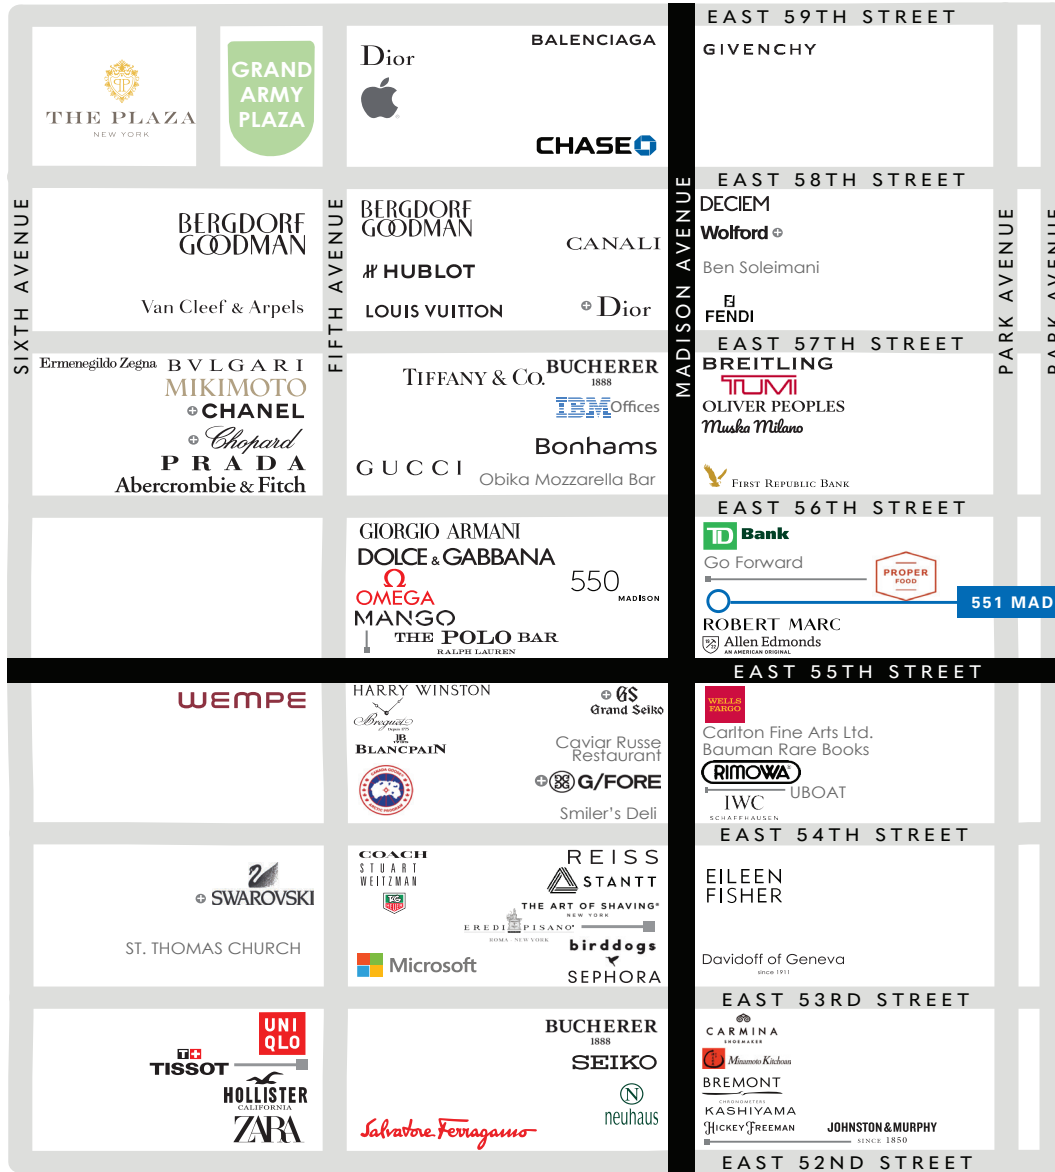 EAST 59TH STREET
THE PLAZA
NEW YORK
GRAND
ARMY
PLAZA
Dior
BALENCIAGA
CHASE
GIVENCHY
EAST 58TH STREET
SIXTH AVENUE
BERGDORF
GOODMAN
Van Cleef & Arpels
FIFTH AVENUE
BERGDORF
GOODMAN
CANALI
HUBLOT
LOUIS VUITTON
Dior
MADISON AVENUE
DECIEM
Wolford
Ben Soleimani
FENDI
PARK AVENUE
PARK AVENUE
EAST 57TH STREET
Ermenegildo Zegna
BVLGARI
MIKIMOTO
CHANEL
Chopard
PRADA
Abercrombie & Fitch
TIFFANY & CO.
BUCHERER
1888
IBM Offices
Bonhams
GUCCI
Obika Mozzarella Bar
BREITLING
TUMI
OLIVER PEOPLES
Muska Milano
FIRST REPUBLIC BANK
EAST 56TH STREET
GIORGIO ARMANI
DOLCE & GABBANA
Ω
OMEGA
MANGO
THE POLO BAR
RALPH LAUREN
550
MADISON
TD Bank
Go Forward
PROPER
FOOD
551 MAD
ROBERT MARC
Allen Edmonds
AN AMERICAN ORIGINAL
EAST 55TH STREET
WEMPE
HARRY WINSTON
Breguet
Depuis 1775
BLANCPAIN
CANADA GOOSE
ARCTIC PROGRAM
GS
Grand Seiko
Caviar Russe
Restaurant
G/FORE
Smiler's Deli
WELLS
FARGO
Carlton Fine Arts Ltd.
Bauman Rare Books
RIMOWA
UBOAT
IWC
SCHAFFHAUSEN
EAST 54TH STREET
SWAROVSKI
ST. THOMAS CHURCH
COACH
STUART
WEITZMAN
TAG
REISS
STANTT
THE ART OF SHAVING®
NEW YORK
EREDI PISANO
ROMA - NEW YORK
birddogs
Microsoft
SEPHORA
EILEEN
FISHER
Davidoff of Geneva
since 1911
EAST 53RD STREET
UNI
QLO
TISSOT
HOLLISTER
CALIFORNIA
ZARA
BUCHERER
1888
SEIKO
N
neuhaus
Salvatore Ferragamo
CARMINA
SHOEMAKER
Minamoto Kitchoan
BREMONT
CHRONOMETERS
KASHIYAMA
HICKEY FREEMAN
JOHNSTON & MURPHY
SINCE 1850
EAST 52ND STREET